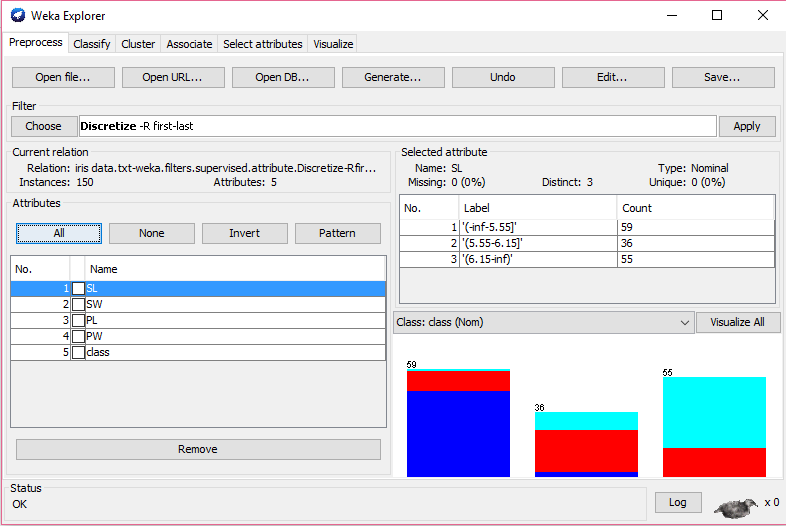 Weka Explorer
Preprocess Classify Cluster Associate Select attributes Visualize
Open file... Open URL... Open DB... Generate... Undo Edit... Save...
Filter
Choose Discretize -R first-last Apply
Current relation
Relation: iris data.txt-weka.filters.supervised.attribute.Discretize-Rfir...
Instances: 150 Attributes: 5
Selected attribute
Name: SL Type: Nominal
Missing: 0 (0%) Distinct: 3 Unique: 0 (0%)
No. Label Count
1 '(-inf-5.55]' 59
2 '(5.55-6.15]' 36
3 '(6.15-inf)' 55
Attributes
All None Invert Pattern
No. Name
1 SL
2 SW
3 PL
4 PW
5 class
Remove
Class: class (Nom) Visualize All
59
36
55
Status
OK
Log x 0